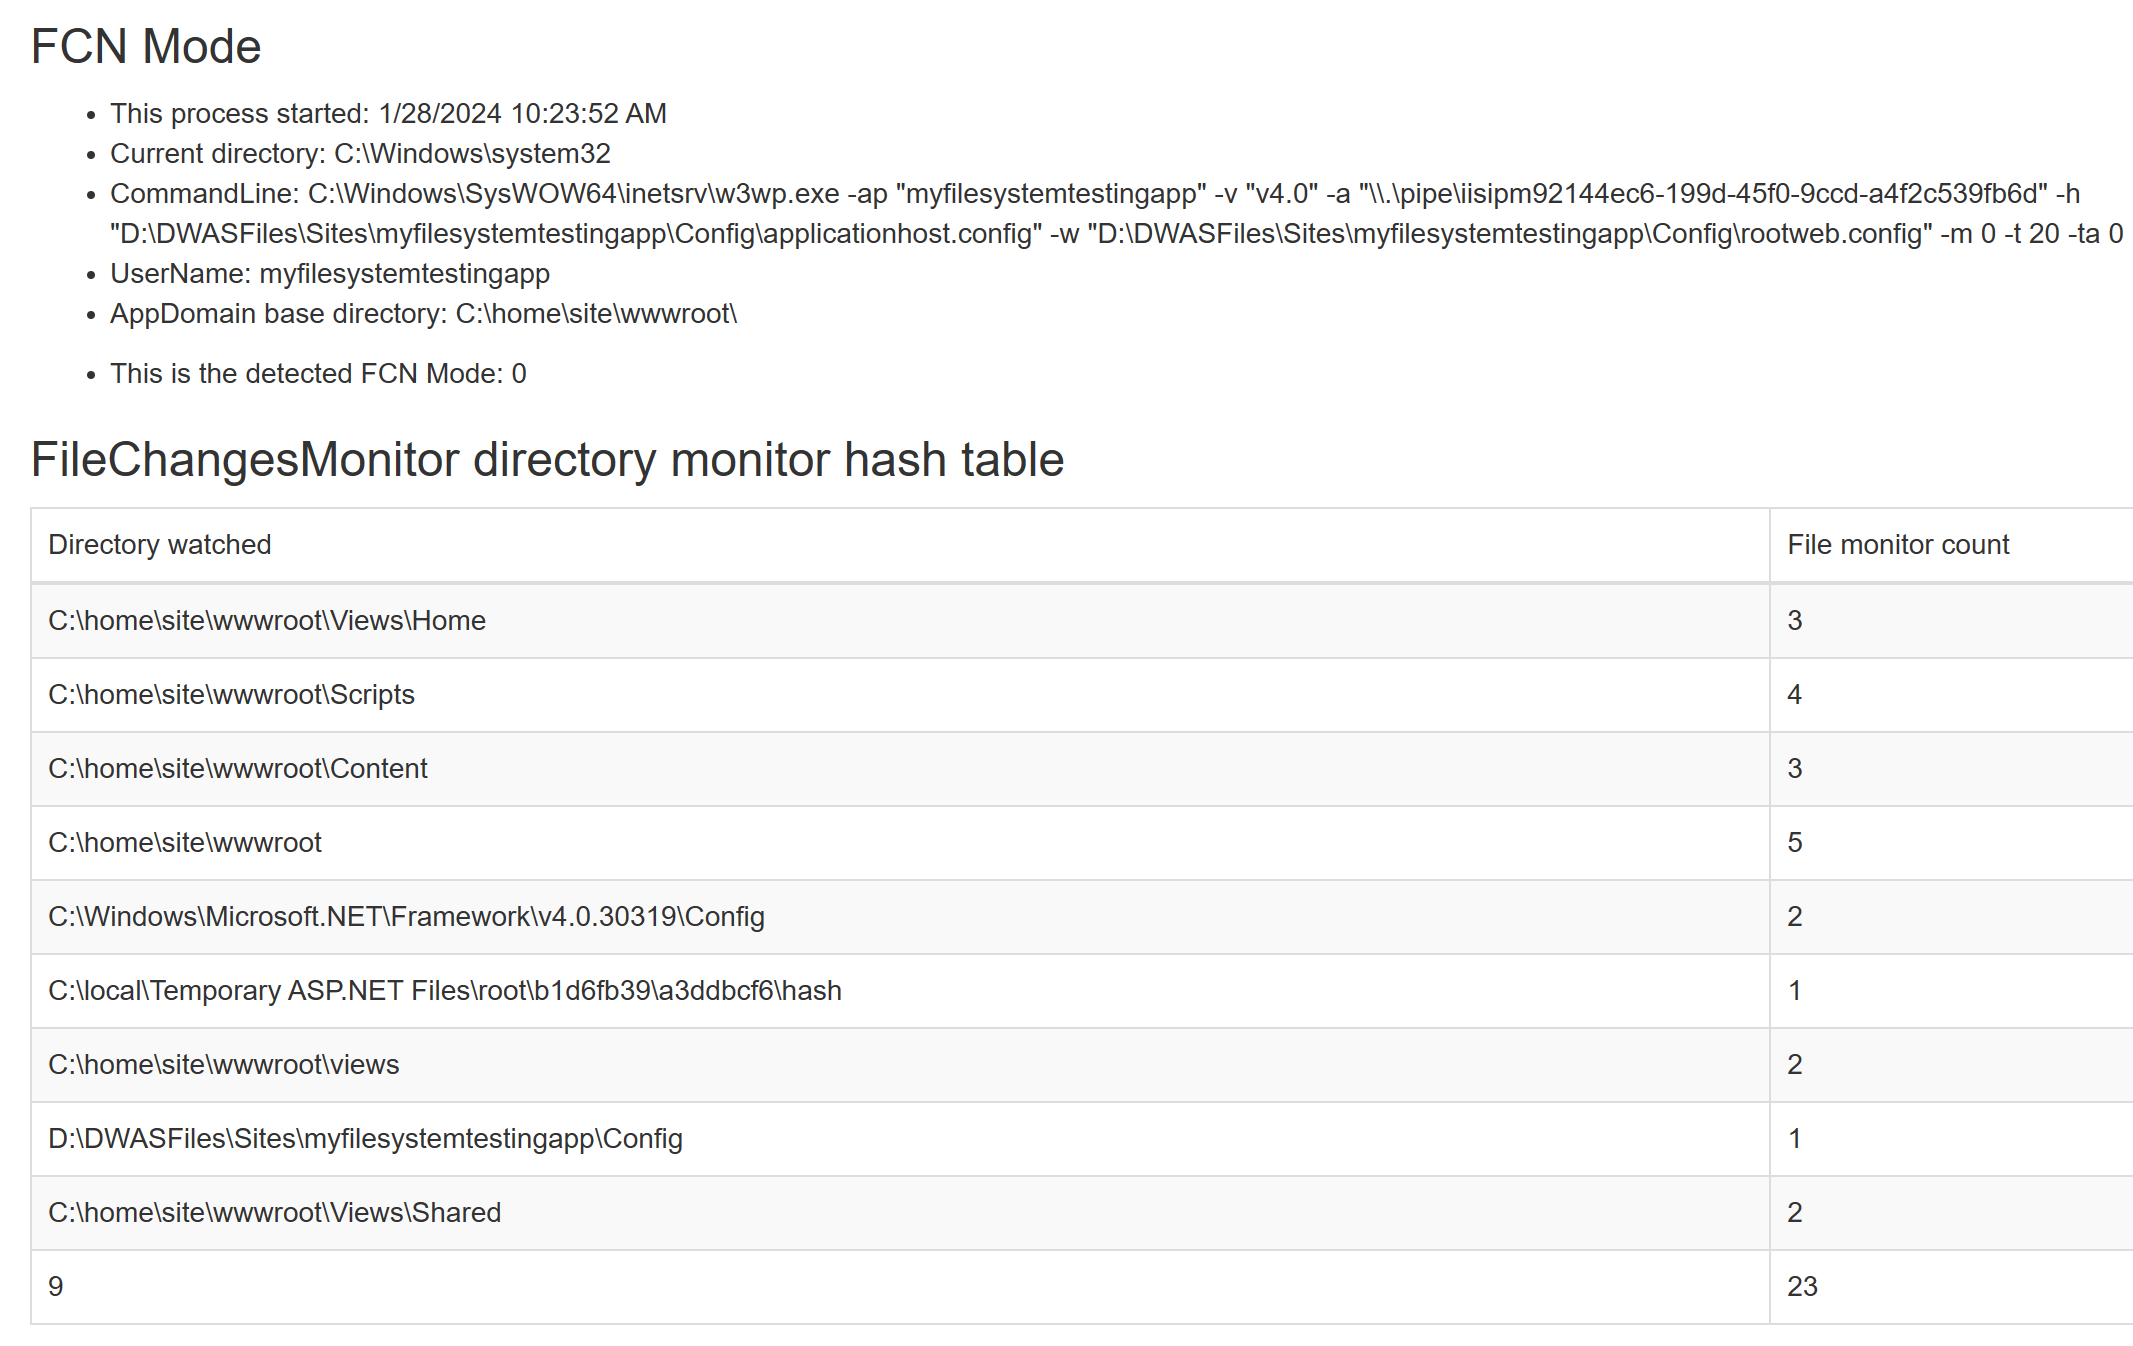 FCN Mode
This process started: 1/28/2024 10:23:52 AM
Current directory: C:\Windows\system32
CommandLine: C:\Windows\SysWOW64\inetsrv\w3wp.exe -ap "myfilesystemtestingapp" -v "v4.0" -a "\\.\pipe\iisipm92144ec6-199d-45f0-9ccd-a4f2c539fb6d" -h
"D:\DWASFiles\Sites\myfilesystemtestingapp\Config\applicationhost.config" -w "D:\DWASFiles\Sites\myfilesystemtestingapp\Config\rootweb.config" -m 0 -t 20 -ta 0
UserName: myfilesystemtestingapp
AppDomain base directory: C:\home\site\wwwroot\
This is the detected FCN Mode: 0
FileChangesMonitor directory monitor hash table
Directory watched File monitor count
C:\home\site\wwwroot\Views\Home 3
C:\home\site\wwwroot\Scripts 4
C:\home\site\wwwroot\Content 3
C:\home\site\wwwroot 5
C:\Windows\Microsoft.NET\Framework\v4.0.30319\Config 2
C:\local\Temporary ASP.NET Files\root\b1d6fb39\a3ddbcf6\hash 1
C:\home\site\wwwroot\views 2
D:\DWASFiles\Sites\myfilesystemtestingapp\Config 1
C:\home\site\wwwroot\Views\Shared 2
9 23